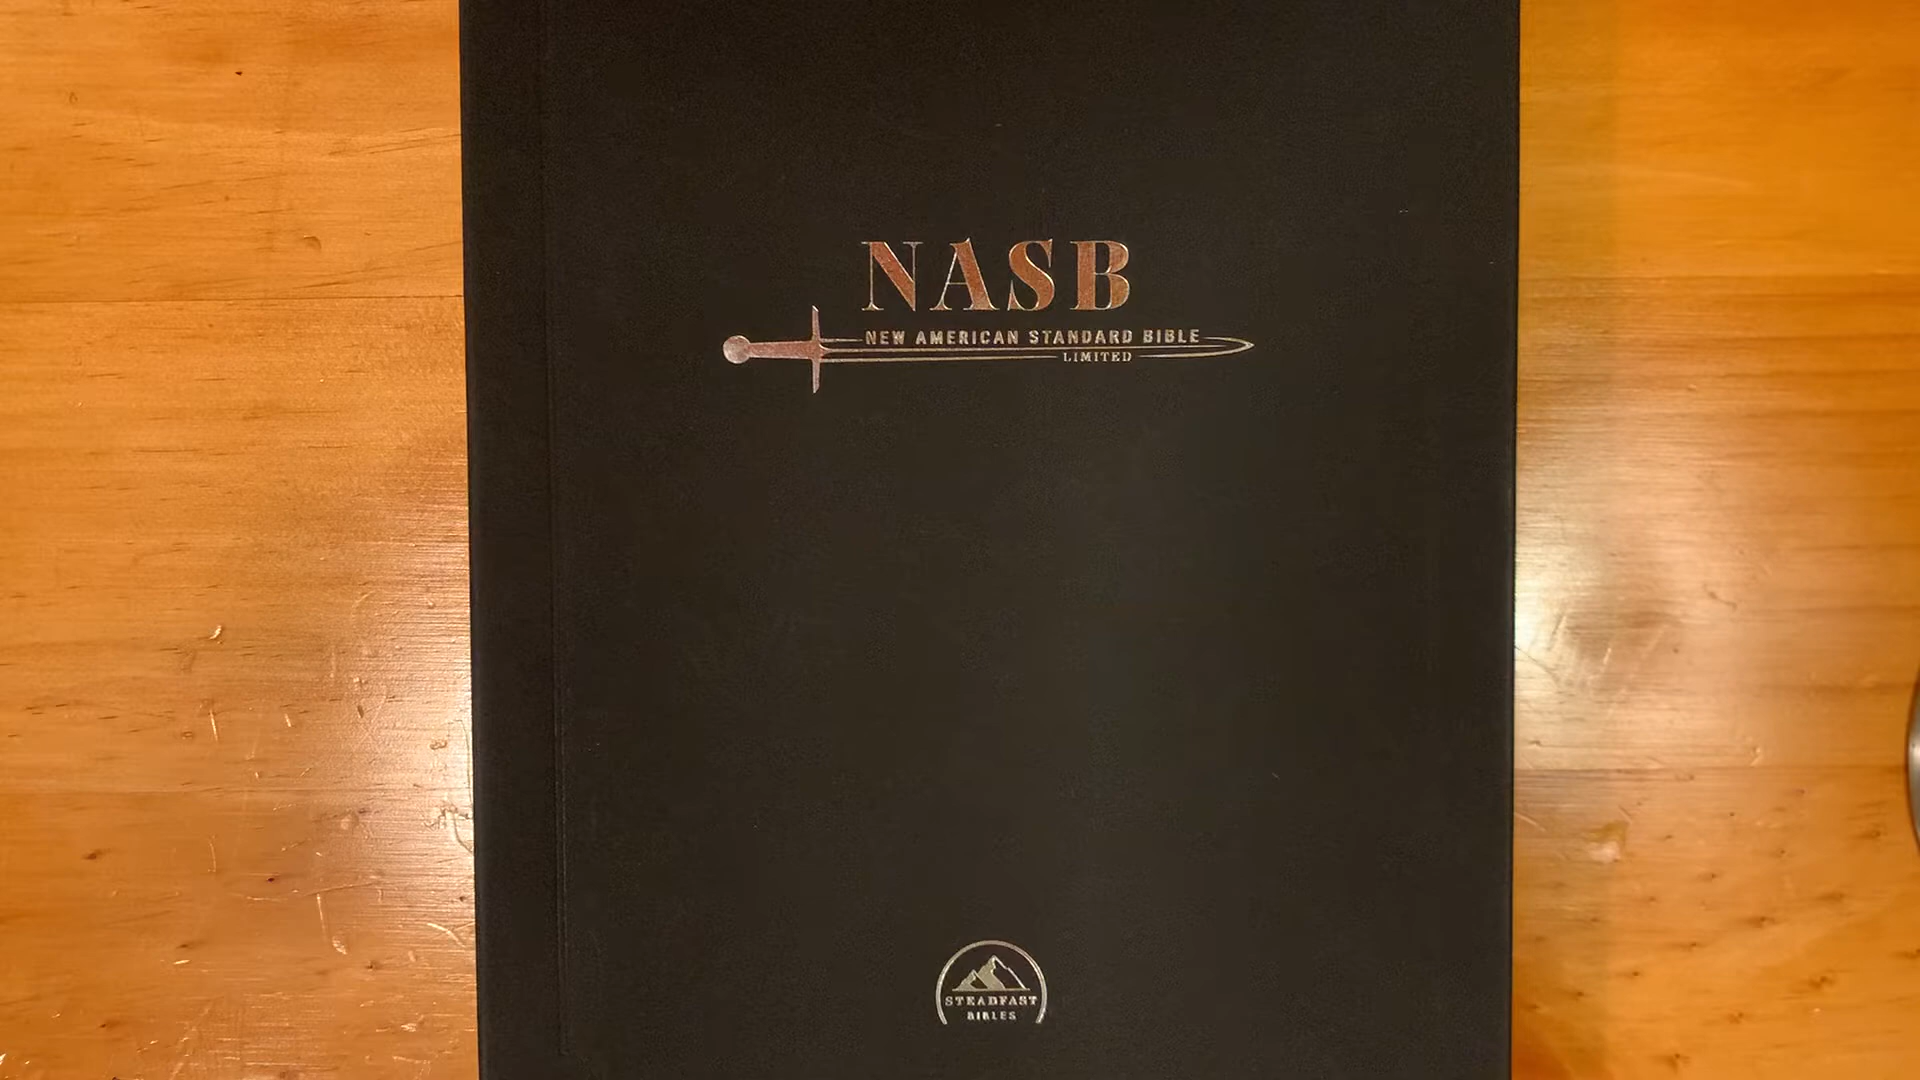 NASB
NEW AMERICAN STANDARD BIBLE
LIMITED
STEADFAST
BIBLES